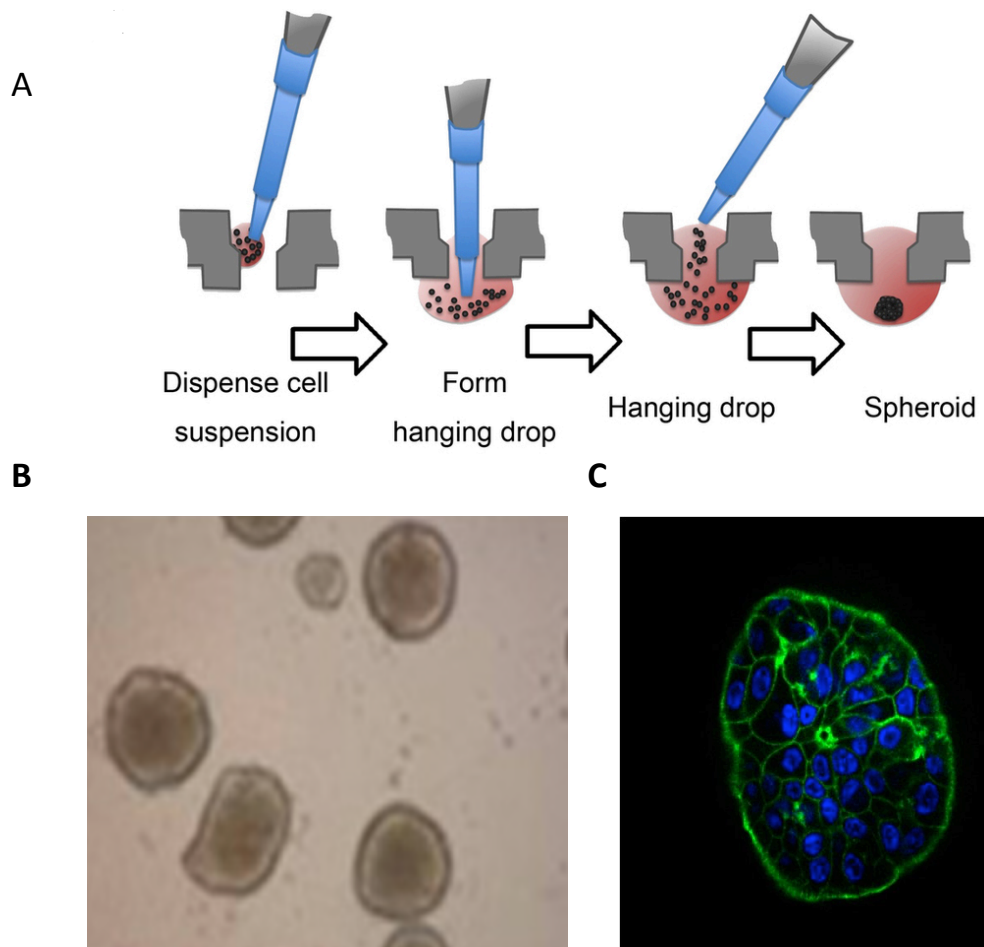 A
Dispense cell
suspension
Form
hanging drop
Hanging drop
Spheroid
B
C